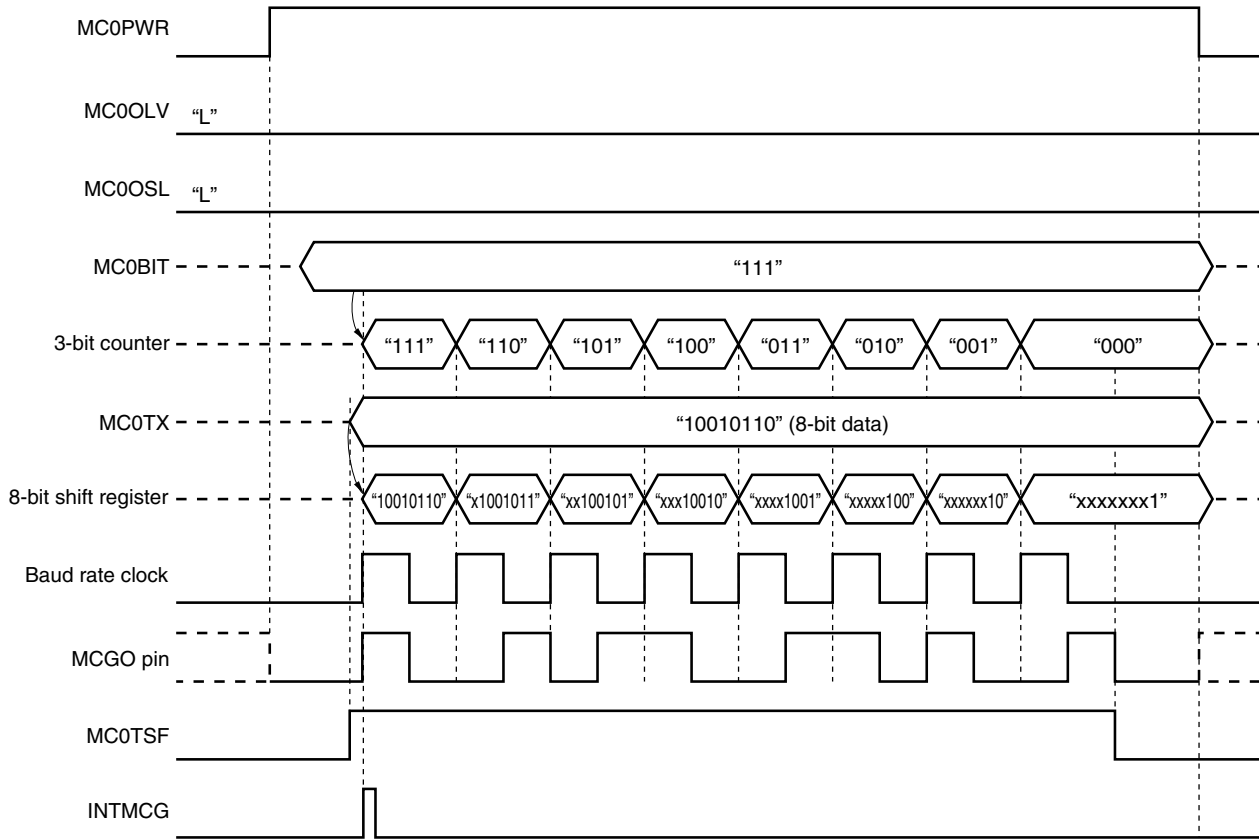 MC0PWR
MC0OLV “L”
MC0OSL “L”
MC0BIT “111”
3-bit counter “111” “110” “101” “100” “011” “010” “001” “000”
MC0TX “10010110” (8-bit data)
8-bit shift register “10010110” “x1001011” “xx100101” “xxx10010” “xxxx1001” “xxxxx100” “xxxxxx10” “xxxxxxx1”
Baud rate clock
MCGO pin
MC0TSF
INTMCG